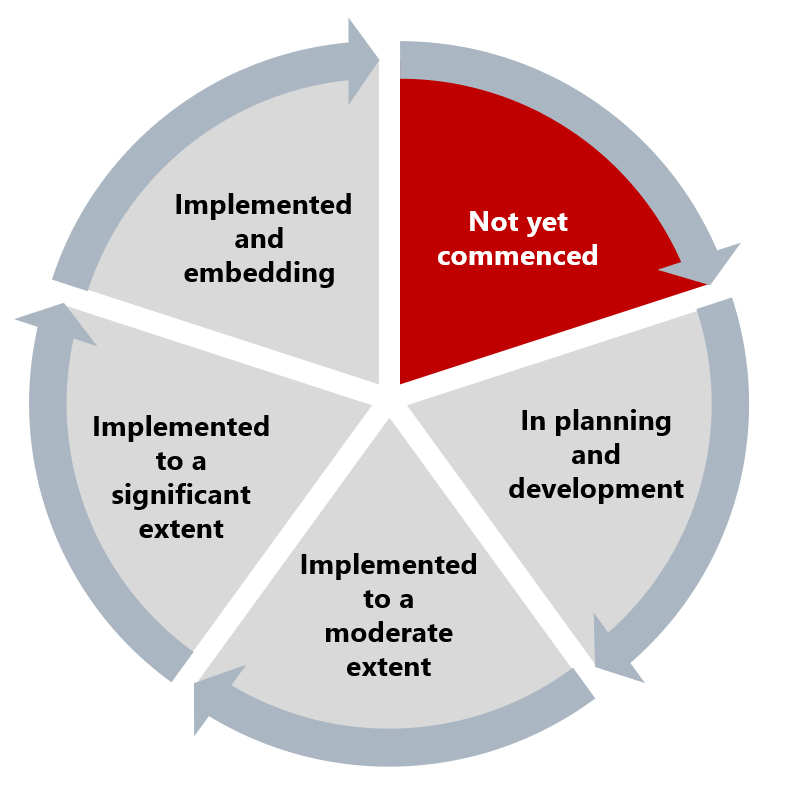 Not yet
commenced
In planning
and
development
Implemented
to a
moderate
extent
Implemented
to a
significant
extent
Implemented
and
embedding